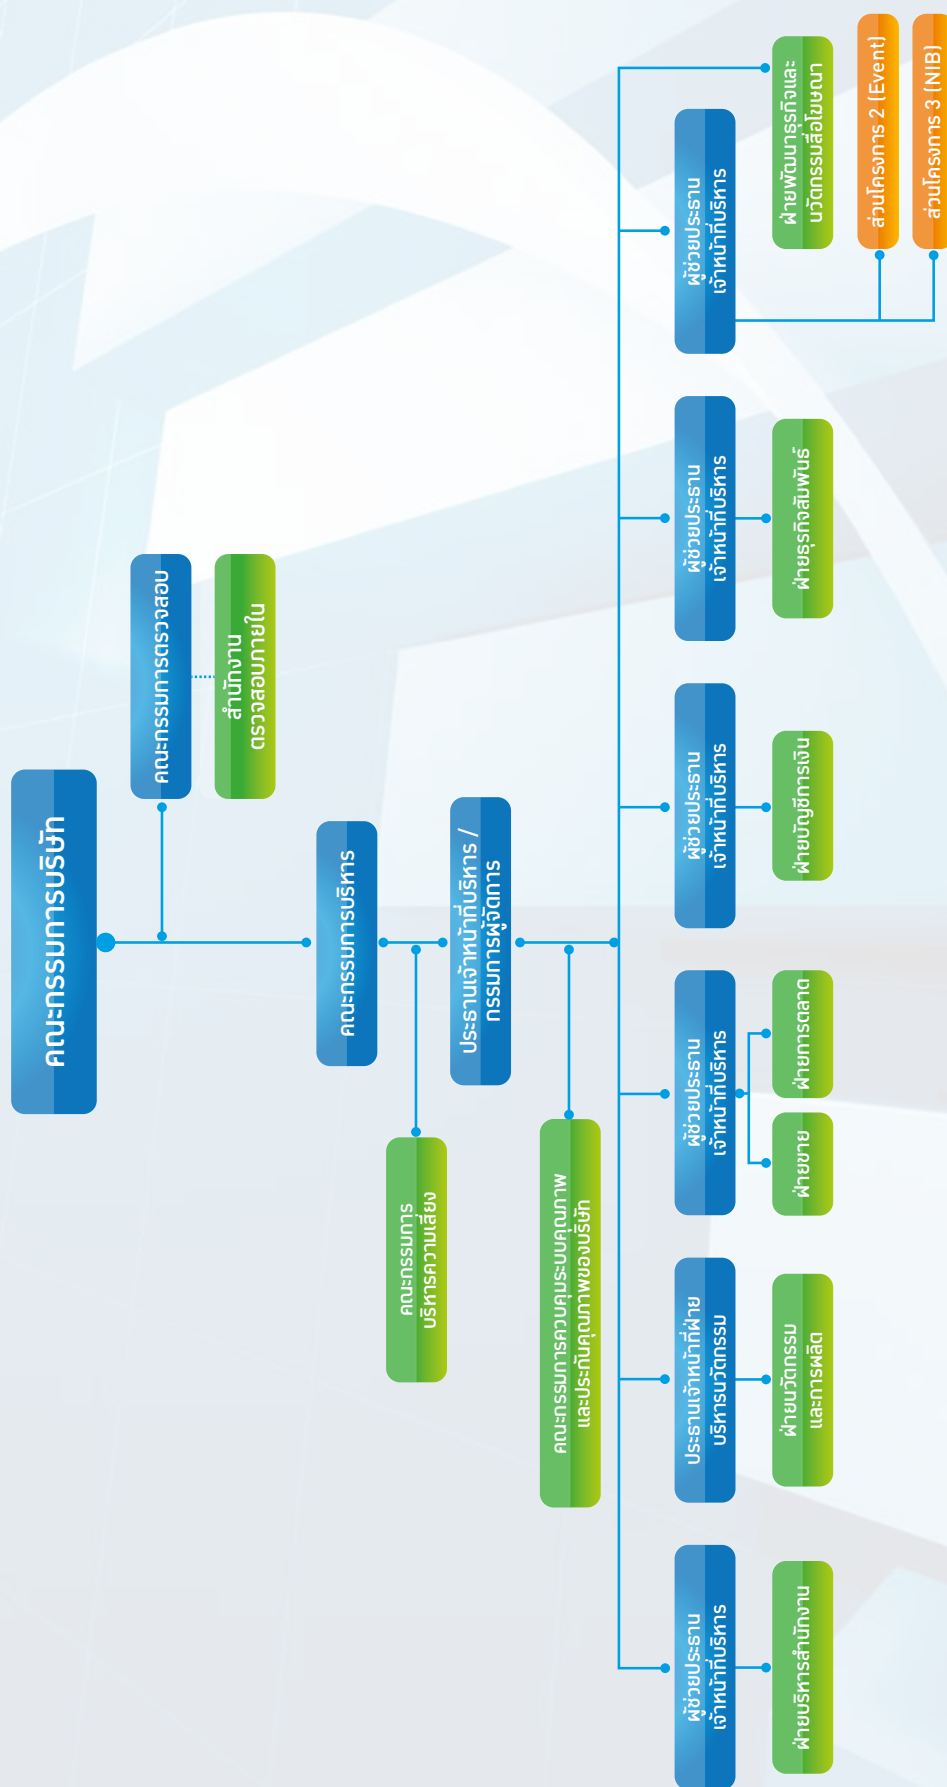 คณะกรรมการบริษัท
คณะกรรมการตรวจสอบ
สำนักงาน
ตรวจสอบภายใน
คณะกรรมการบริหาร
คณะกรรมการ
บริหารความเสี่ยง
ประธานเจ้าหน้าที่บริหาร /
กรรมการผู้จัดการ
คณะกรรมการควบคุมระบบคุณภาพ
และประกันคุณภาพของบริษัท
ผู้ช่วยประธาน
เจ้าหน้าที่บริหาร
ประธานเจ้าหน้าที่ฝ่าย
บริหารนวัตกรรม
ผู้ช่วยประธาน
เจ้าหน้าที่บริหาร
ผู้ช่วยประธาน
เจ้าหน้าที่บริหาร
ผู้ช่วยประธาน
เจ้าหน้าที่บริหาร
ผู้ช่วยประธาน
เจ้าหน้าที่บริหาร
ฝ่ายบริหารสำนักงาน
ฝ่ายนวัตกรรม
และการผลิต
ฝ่ายขาย
ฝ่ายการตลาด
ฝ่ายบัญชีการเงิน
ฝ่ายธุรกิจสัมพันธ์
ฝ่ายพัฒนาธุรกิจและ
นวัตกรรมสื่อโฆษณา
ส่วนโครงการ 2 (Event)
ส่วนโครงการ 3 (NIB)